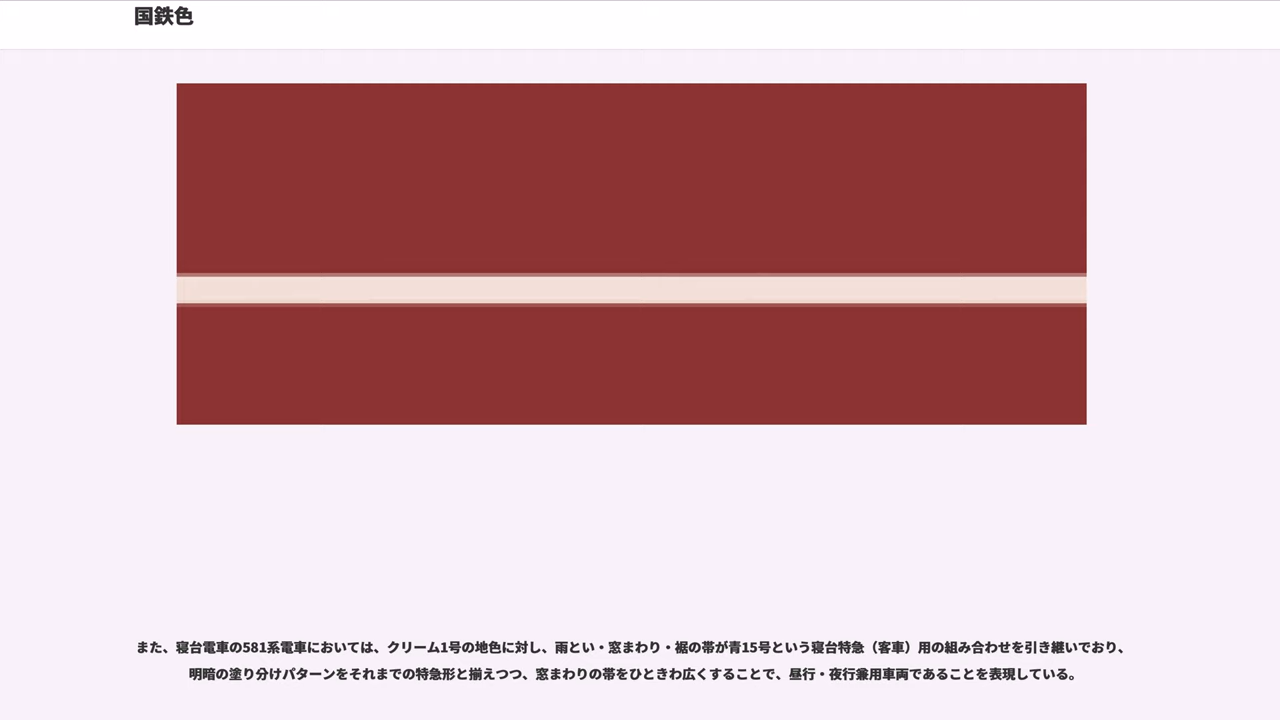 国鉄色
また、寝台電車の581系電車においては、クリーム1号の地色に対し、雨とい・窓まわり・裾の帯が青15号という寝台特急（客車）用の組み合わせを引き継いでおり、
明暗の塗り分けパターンをそれまでの特急形と揃えつつ、窓まわりの帯をひときわ広くすることで、昼行・夜行兼用車両であることを表現している。